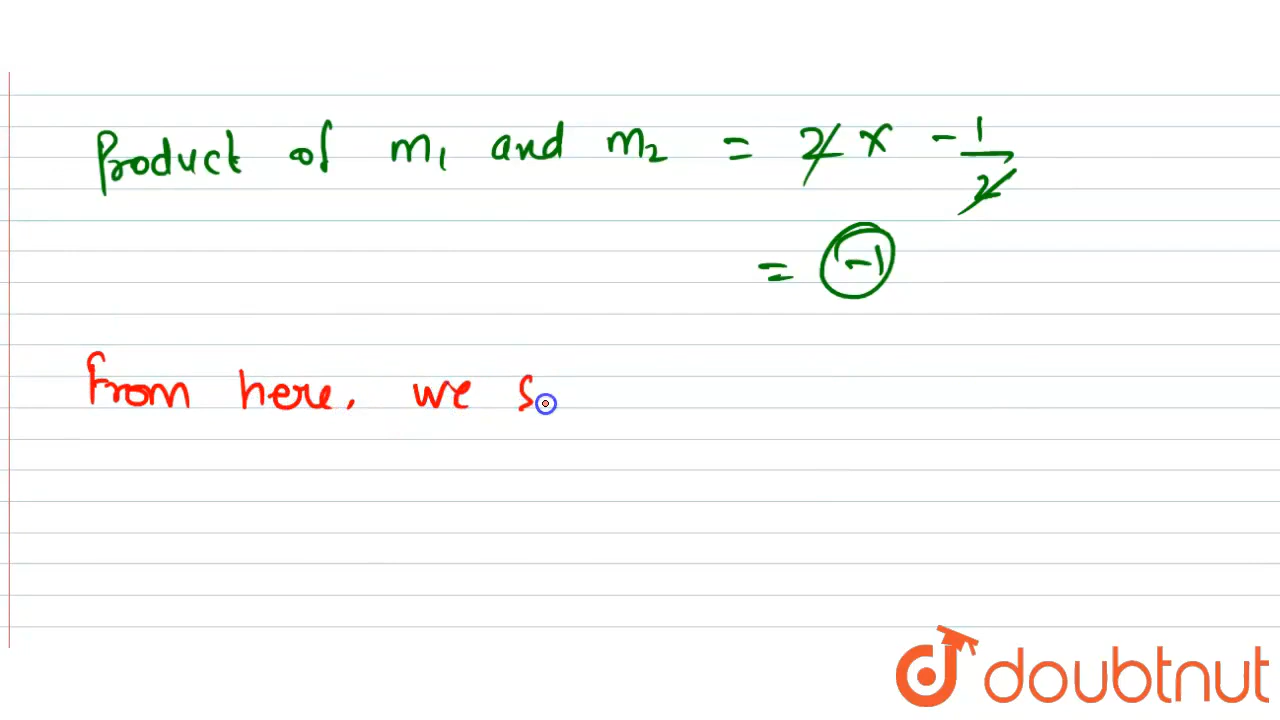 Product of m₁ and m₂ = 2 x - 1/2
= -1
From here, we s
doubtnut